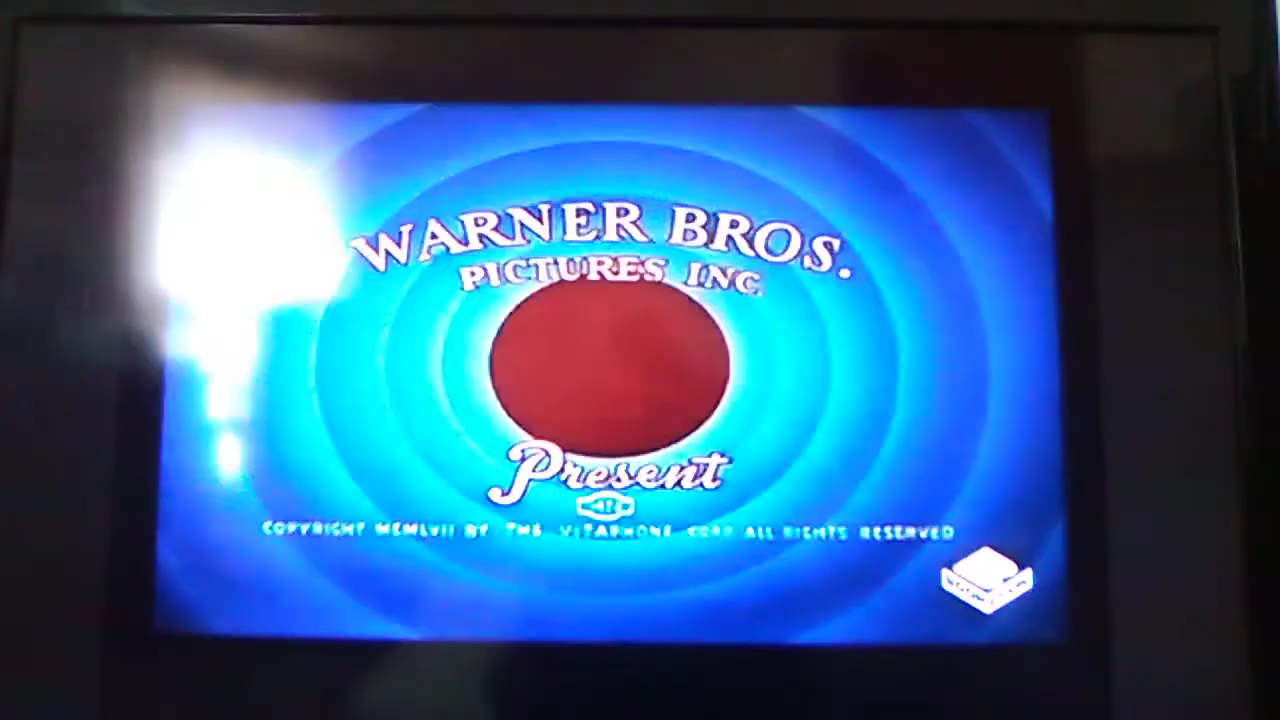 WARNER BROS.
PICTURES INC.
Present
COPYRIGHT MCMLVII BY THE VITAPHONE CORP. ALL RIGHTS RESERVED